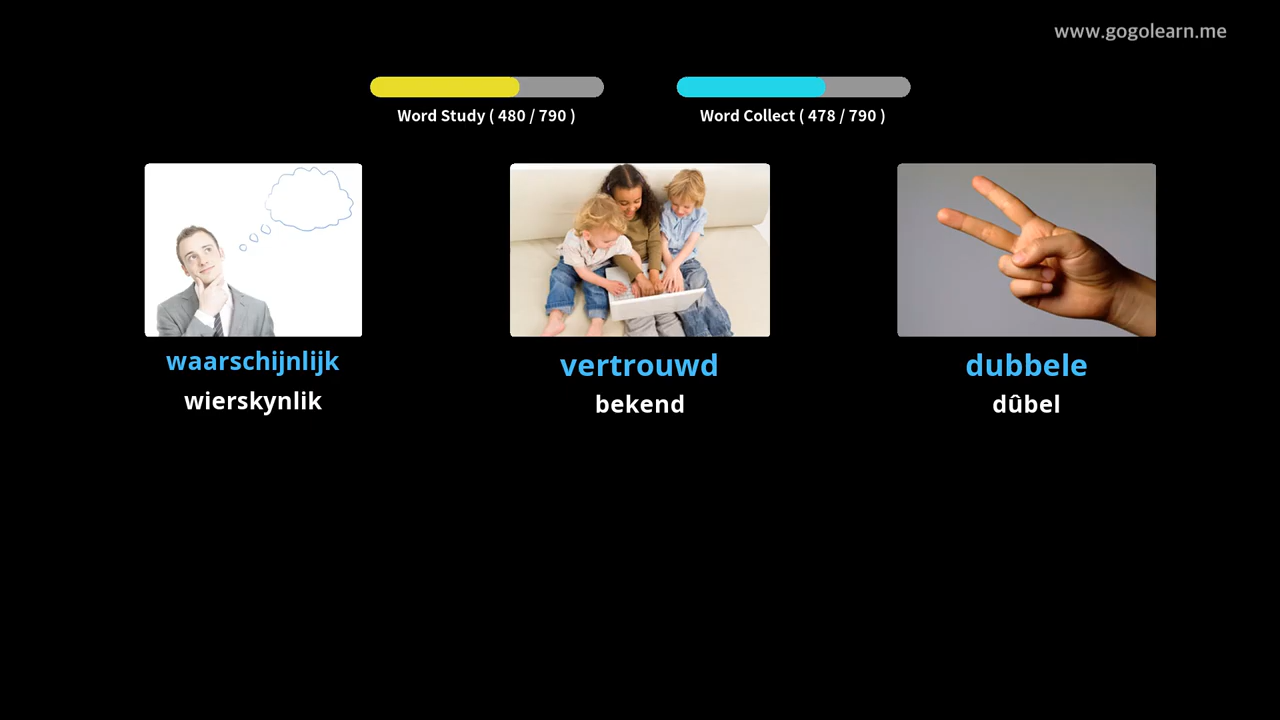 www.gogolearn.me
Word Study ( 480 / 790 )
Word Collect ( 478 / 790 )
waarschijnlijk
wierskynlik
vertrouwd
bekend
dubbele
dûbel